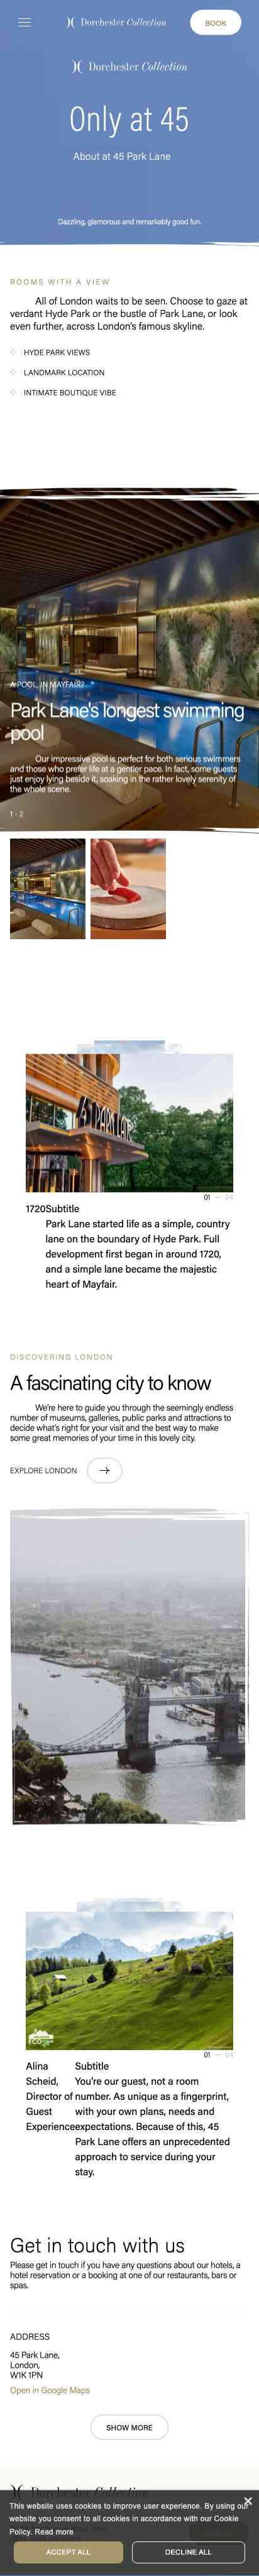 Dorchester Collection
BOOK
Dorchester Collection
Only at 45
About at 45 Park Lane
Dazzling, glamorous and remarkably good fun.
ROOMS WITH A VIEW
All of London waits to be seen. Choose to gaze at
verdant Hyde Park or the bustle of Park Lane, or look
even further, across London's famous skyline.
HYDE PARK VIEWS
LANDMARK LOCATION
INTIMATE BOUTIQUE VIBE
A POOL, IN MAYFAIR?
Park Lane's longest swimming
pool
Our impressive pool is perfect for both serious swimmers
and those who prefer life at a gentler pace. In fact, some guests
just enjoy lying beside it, soaking in the rather lovely serenity of
the whole scene.
1 - 2
45 PARK LANE
01 — 04
1720Subtitle
Park Lane started life as a simple, country
lane on the boundary of Hyde Park. Full
development first began in around 1720,
and a simple lane became the majestic
heart of Mayfair.
DISCOVERING LONDON
A fascinating city to know
We're here to guide you through the seemingly endless
number of museums, galleries, public parks and attractions to
decide what's right for your visit and the best way to make
some great memories of your time in this lovely city.
EXPLORE LONDON
ECO
01 — 04
Alina Subtitle
Scheid, You're our guest, not a room
Director of number. As unique as a fingerprint,
Guest with your own plans, needs and
Experience expectations. Because of this, 45
Park Lane offers an unprecedented
approach to service during your
stay.
Get in touch with us
Please get in touch if you have any questions about our hotels, a
hotel reservation or a booking at one of our restaurants, bars or
spas.
ADDRESS
45 Park Lane,
London,
W1K 1PN
Open in Google Maps
SHOW MORE
Dorchester Collection
This website uses cookies to improve user experience. By using our
website you consent to all cookies in accordance with our Cookie
Policy. Read more
ACCEPT ALL
DECLINE ALL